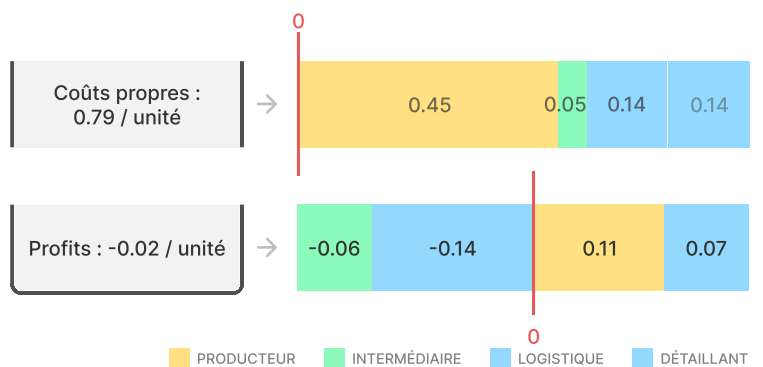 0
Coûts propres :
0.79 / unité
0.45
0.05
0.14
0.14
Profits : -0.02 / unité
-0.06
-0.14
0.11
0.07
0
PRODUCTEUR
INTERMÉDIAIRE
LOGISTIQUE
DÉTAILLANT